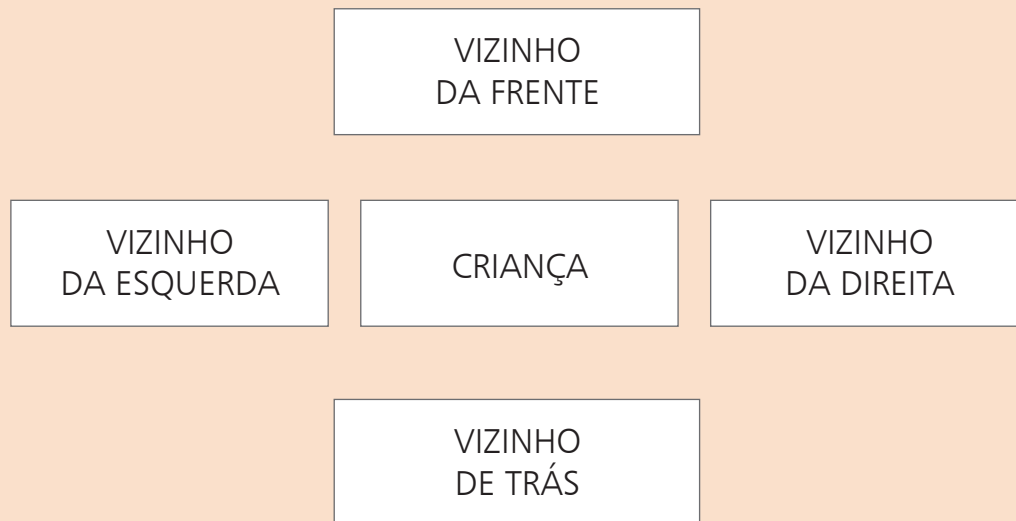 VIZINHO
DA FRENTE
VIZINHO
DA ESQUERDA
CRIANÇA
VIZINHO
DA DIREITA
VIZINHO
DE TRÁS